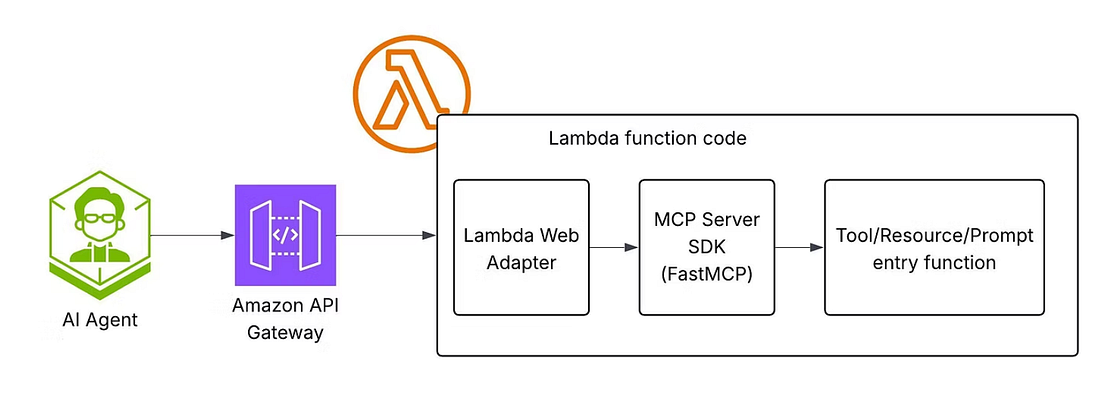 Lambda function code
Lambda Web
Adapter
MCP Server
SDK
(FastMCP)
Tool/Resource/Prompt
entry function
</>
Amazon API
Gateway
AI Agent